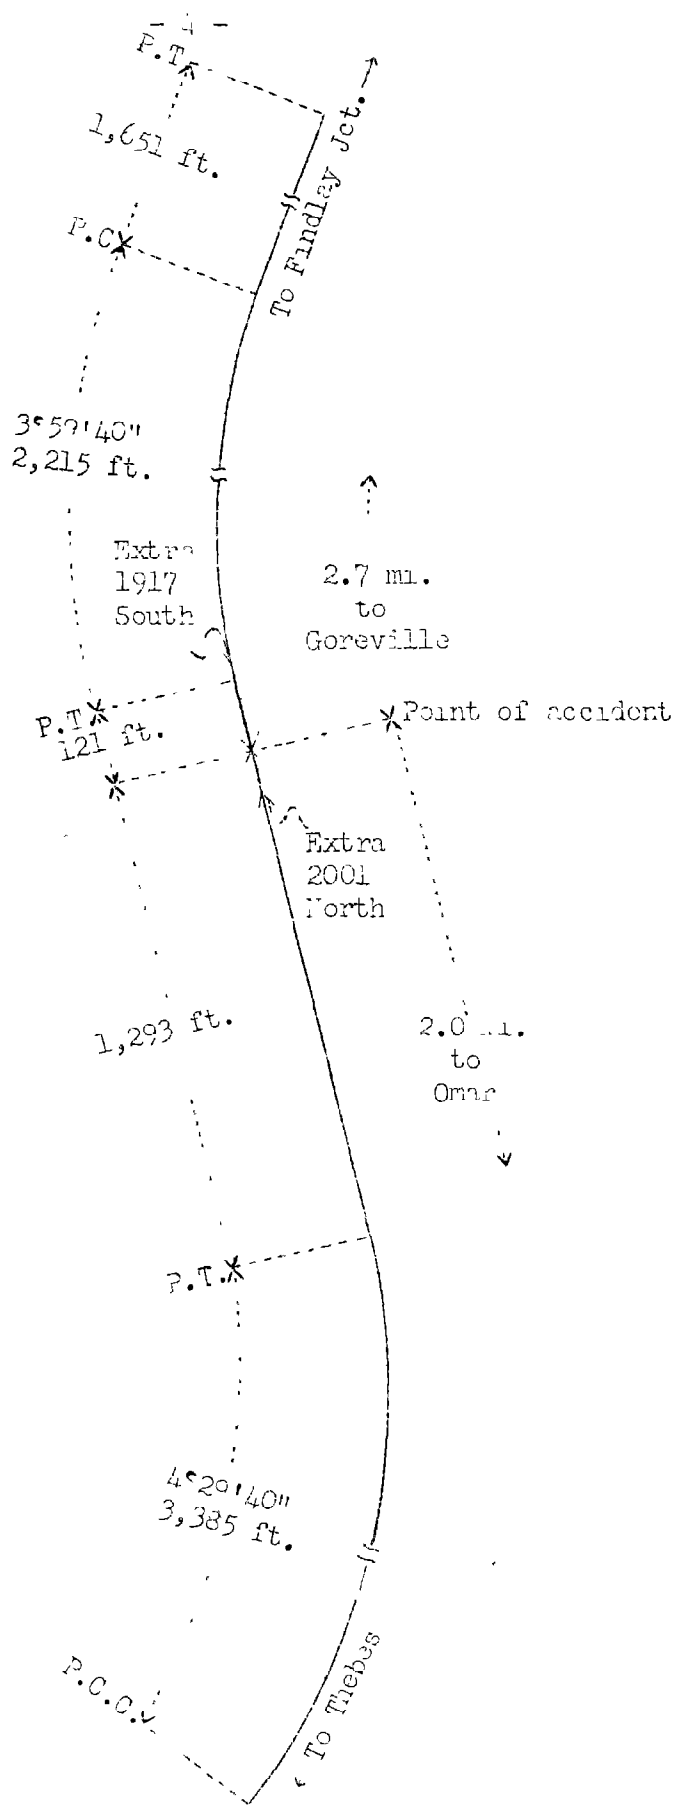 - 4 -
P.T.
1,651 ft.
To Findlay Jct.
P.C
3°59'40"
2,215 ft.
Extra
1917
South
2.7 mi.
to
Goreville
P.T.
121 ft.
Point of accident
Extra
2001
North
1,293 ft.
to
Omar
P.T.
3,385 ft.
P.C.C.
To Thebes